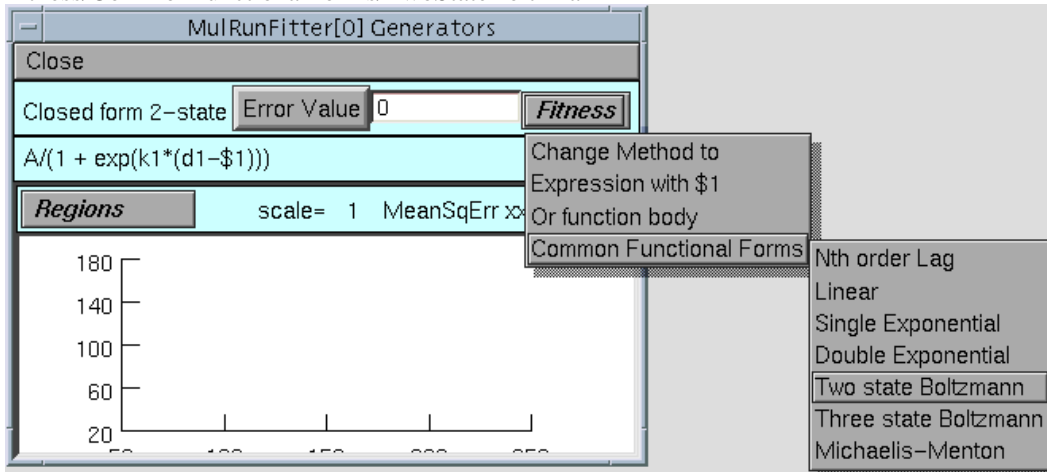 MulRunFitter[0] Generators
Close
Closed form 2-state Error Value 0 Fitness
A/(1 + exp(k1*(d1-$1)))
Regions scale= 1 MeanSqErr
Change Method to
Expression with $1
Or function body
Common Functional Forms
Nth order Lag
Linear
Single Exponential
Double Exponential
Two state Boltzmann
Three state Boltzmann
Michaelis-Menton
180
140
100
60
20